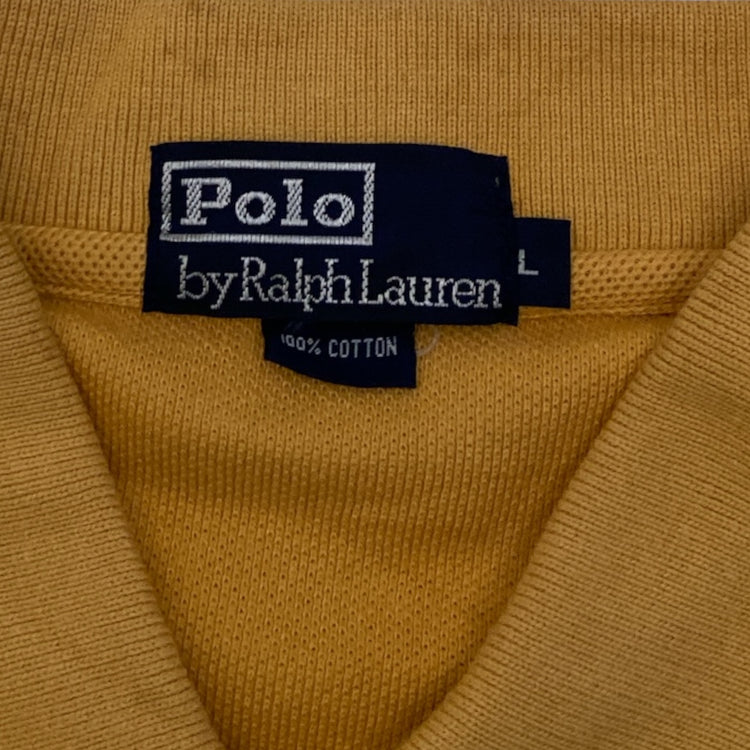 Polo
by Ralph Lauren
L
100% COTTON